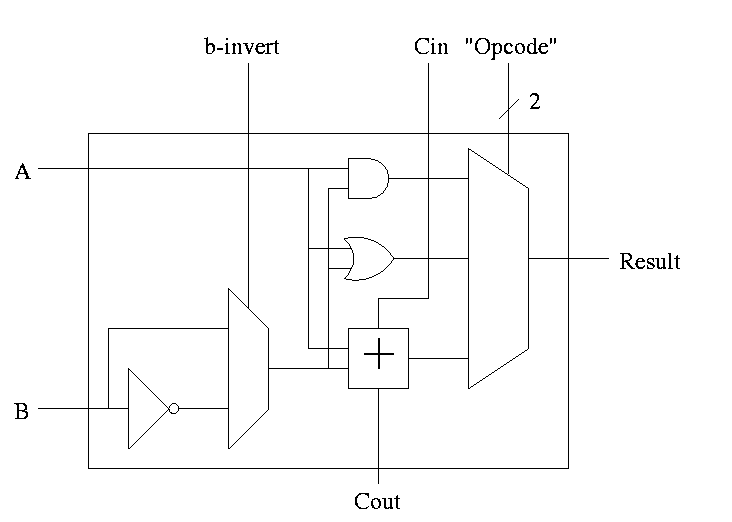 b-invert
Cin "Opcode"
2
A
Result
+
B
Cout